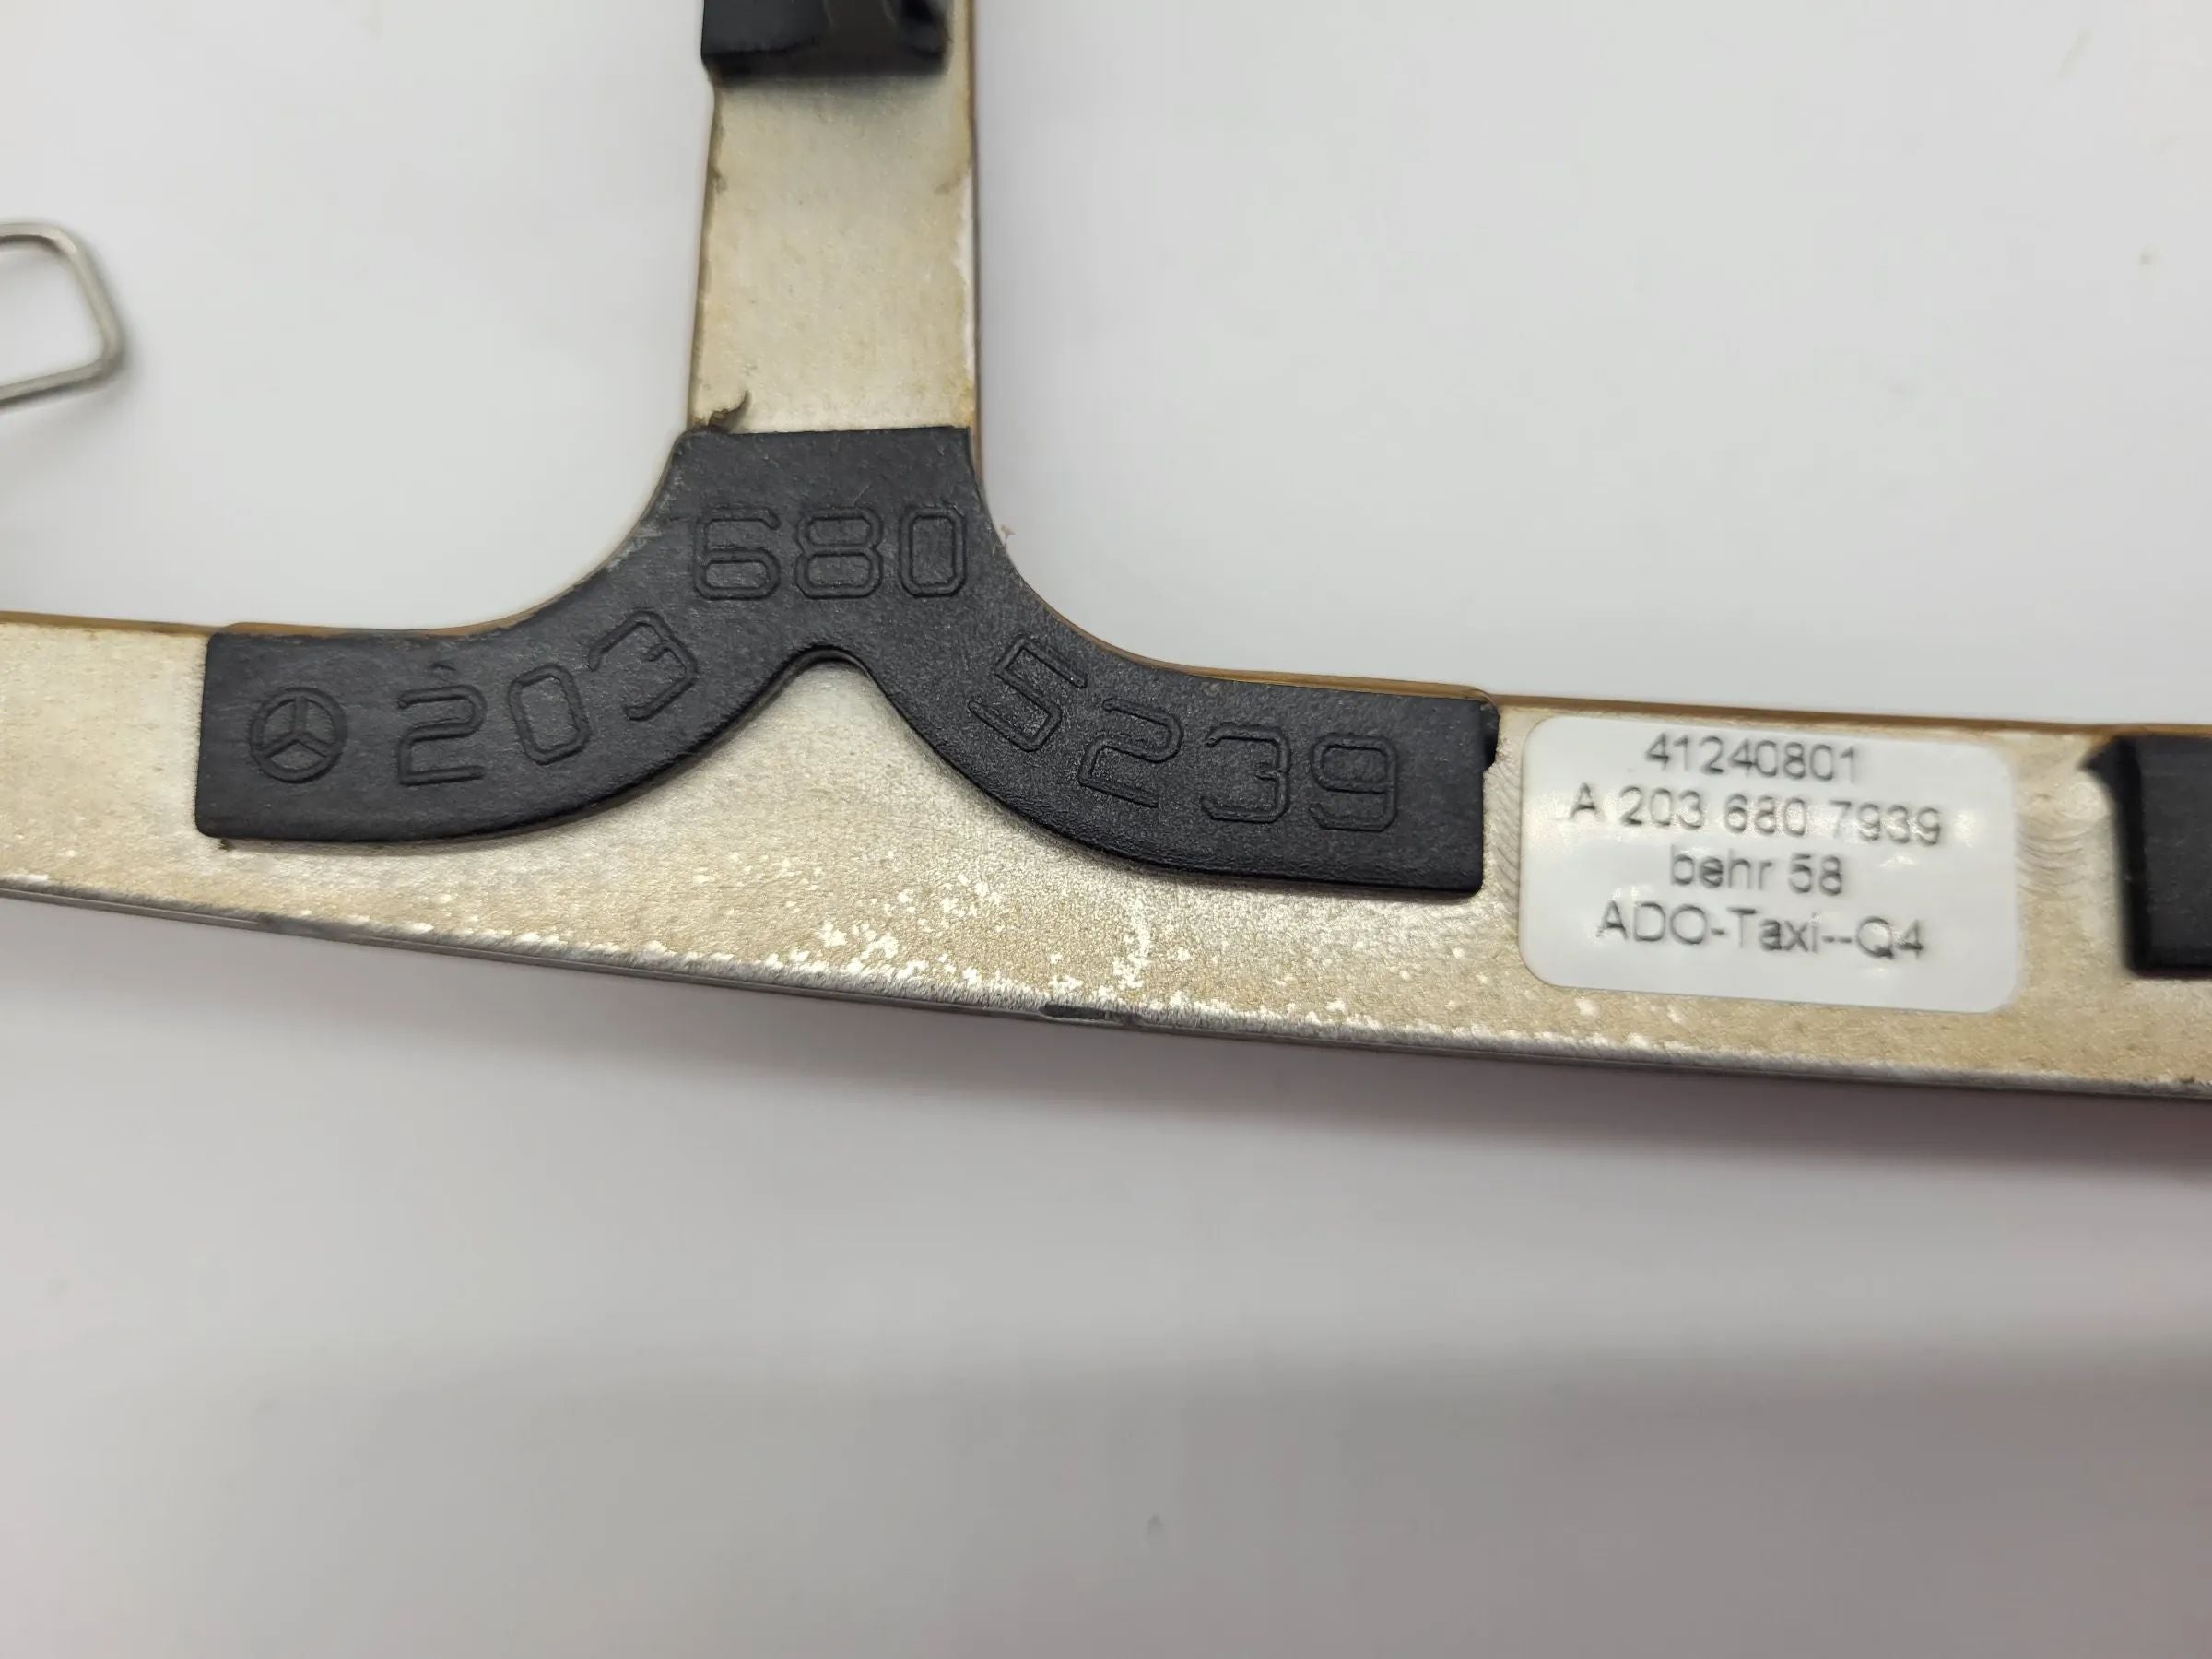 203 680 5239
41240801
A 203 680 7939
behr 58
ADO-Taxi--Q4